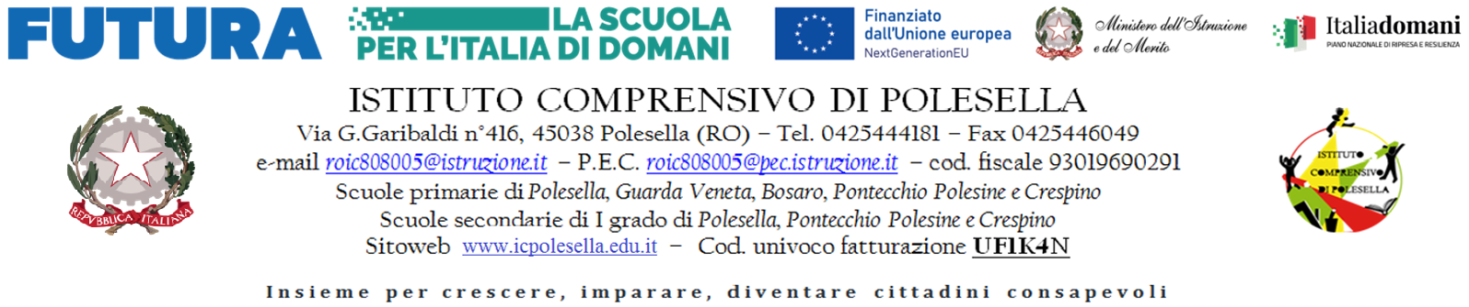 FUTURA
LA SCUOLA
PER L'ITALIA DI DOMANI
Finanziato
dall'Unione europea
NextGenerationEU
Ministero dell'Istruzione
e del Merito
Italiadomani
PIANO NAZIONALE DI RIPRESA E RESILIENZA
ISTITUTO COMPRENSIVO DI POLESELLA
Via G.Garibaldi n°416, 45038 Polesella (RO) – Tel. 0425444181 – Fax 0425446049
e-mail roic808005@istruzione.it – P.E.C. roic808005@pec.istruzione.it – cod. fiscale 93019690291
Scuole primarie di Polesella, Guarda Veneta, Bosaro, Pontecchio Polesine e Crespino
Scuole secondarie di I grado di Polesella, Pontecchio Polesine e Crespino
Sitoweb www.icpolesella.edu.it – Cod. univoco fatturazione UF1K4N
REPVBBLICA ITALIANA
ISTITUTO
COMPRENSIVO
DI POLESELLA
Insieme per crescere, imparare, diventare cittadini consapevoli